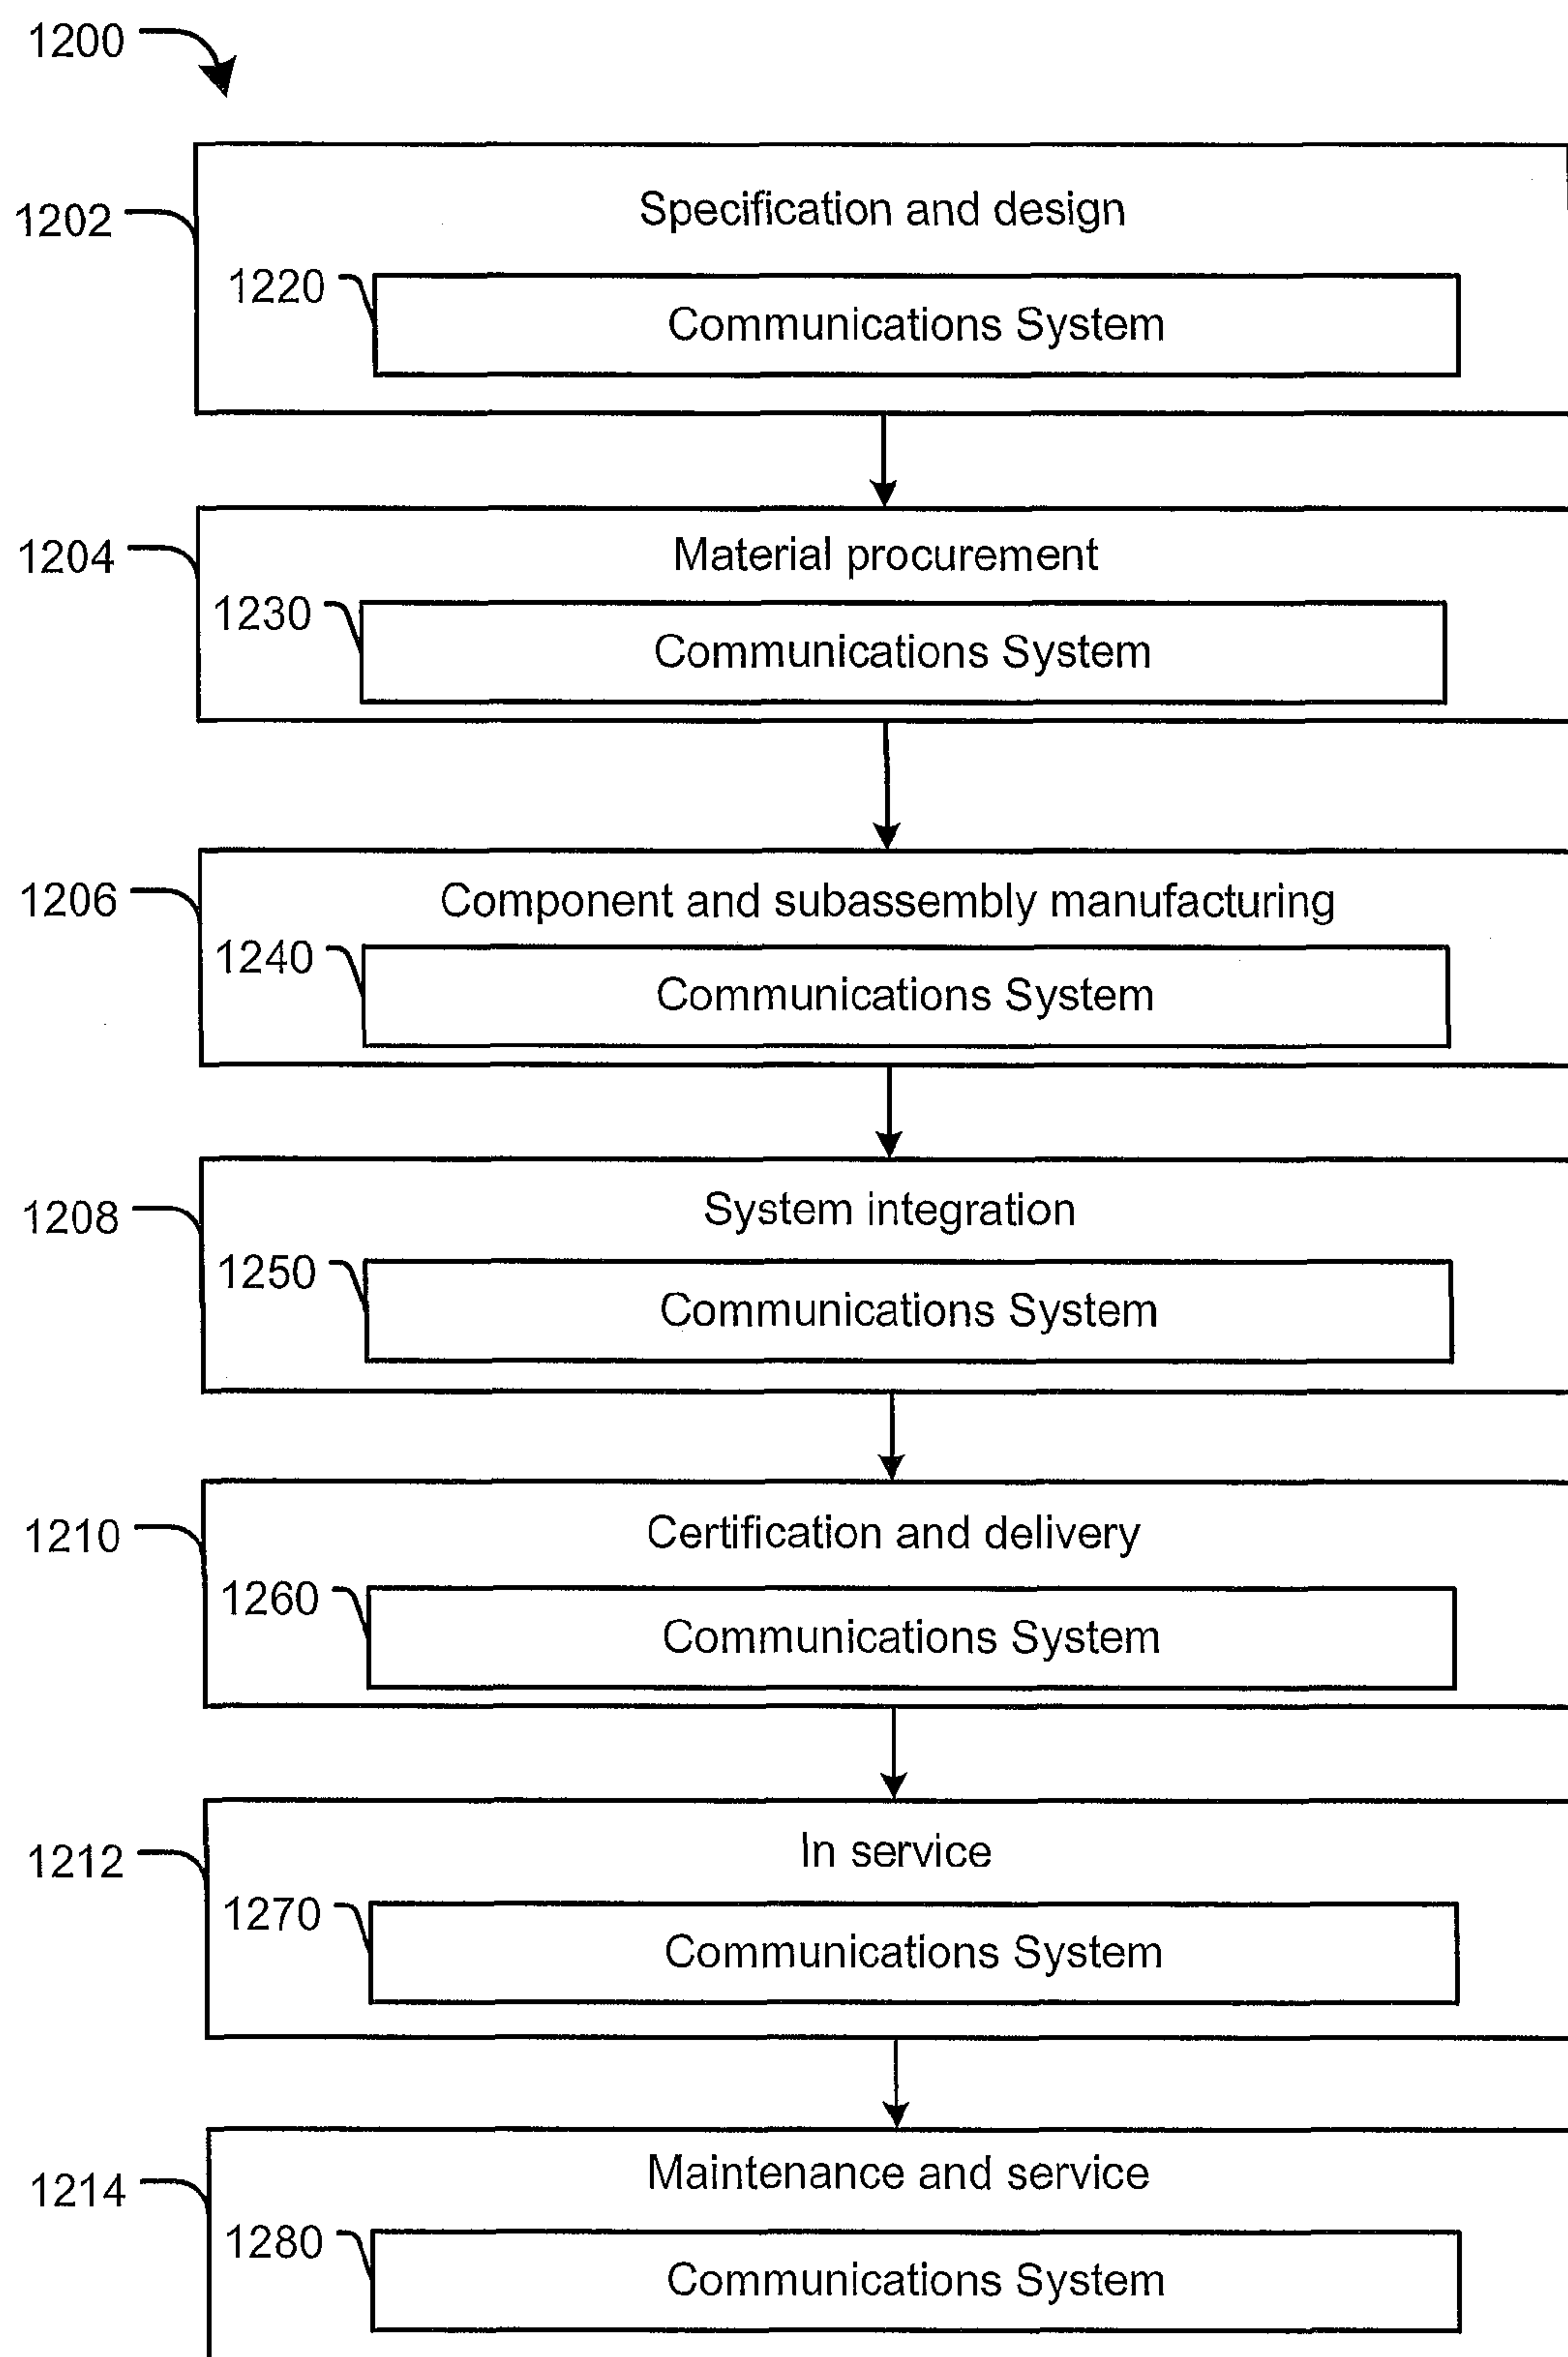 1200
1202
Specification and design
1220
Communications System
1204
Material procurement
1230
Communications System
1206
Component and subassembly manufacturing
1240
Communications System
1208
System integration
1250
Communications System
1210
Certification and delivery
1260
Communications System
1212
In service
1270
Communications System
1214
Maintenance and service
1280
Communications System